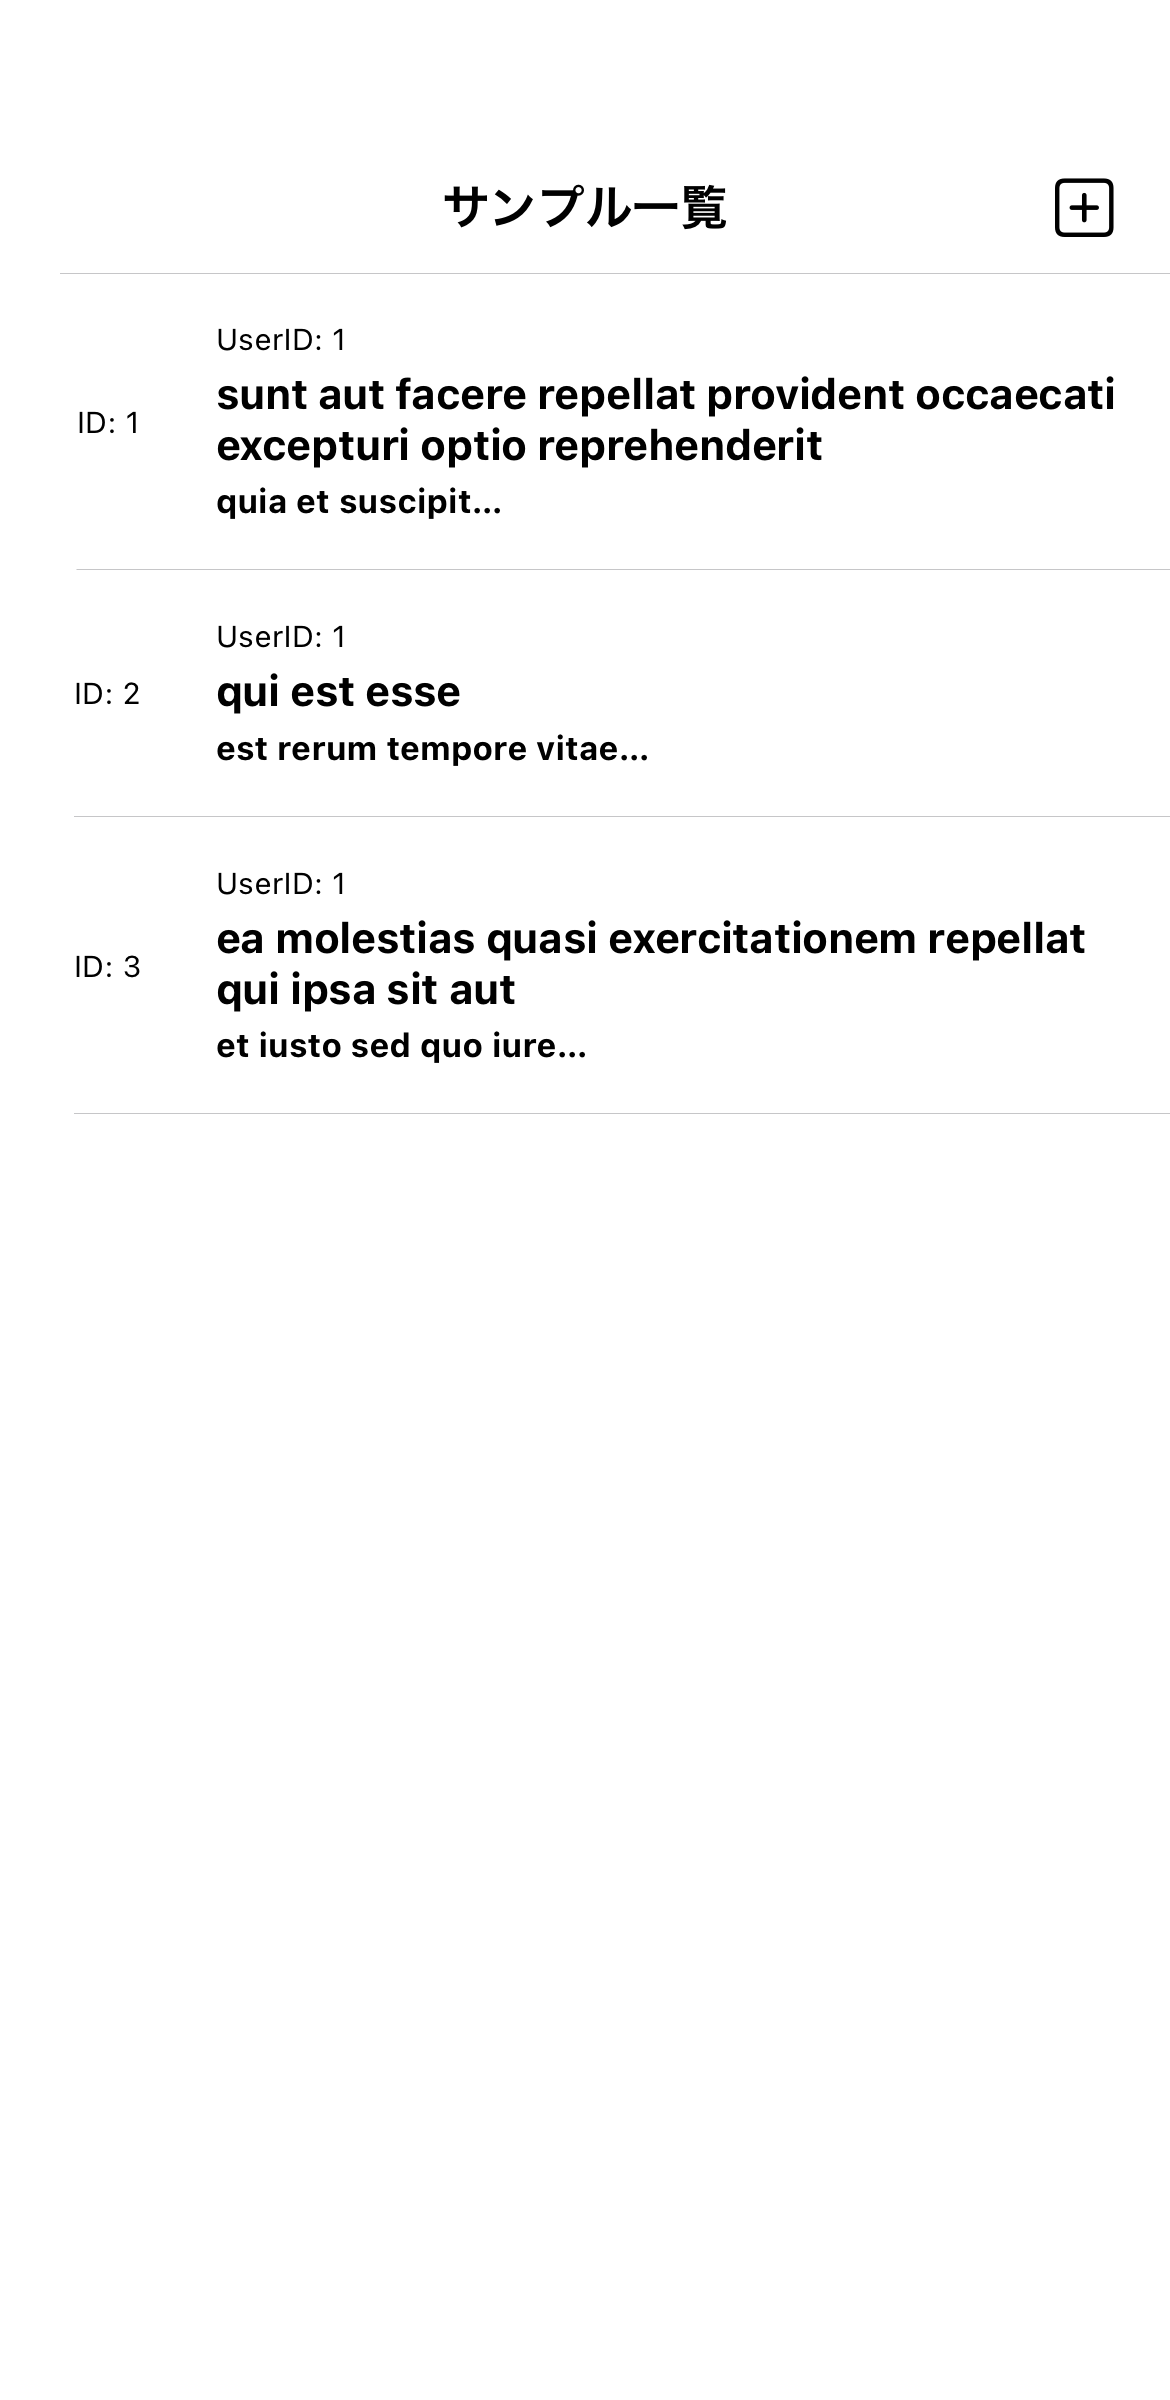 サンプル一覧
UserID: 1
sunt aut facere repellat provident occaecati
ID: 1
excepturi optio reprehenderit
quia et suscipit...
UserID: 1
ID: 2
qui est esse
est rerum tempore vitae...
UserID: 1
ea molestias quasi exercitationem repellat
ID: 3
qui ipsa sit aut
et iusto sed quo iure...